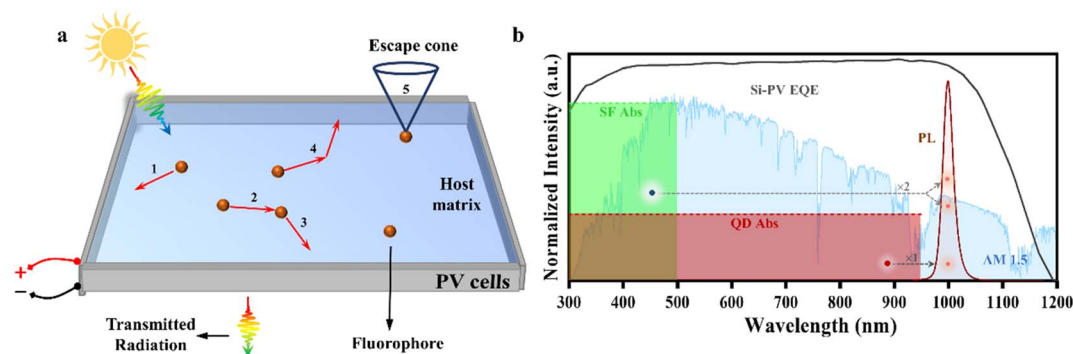 a
Escape cone
5
4
1
2
3
Host
matrix
+
−
PV cells
Transmitted
Radiation
Fluorophore
b
Normalized Intensity (a.u.)
Si-PV EQE
SF Abs
PL
×2
QD Abs
×1
AM 1.5
300 400 500 600 700 800 900 1000 1100 1200
Wavelength (nm)